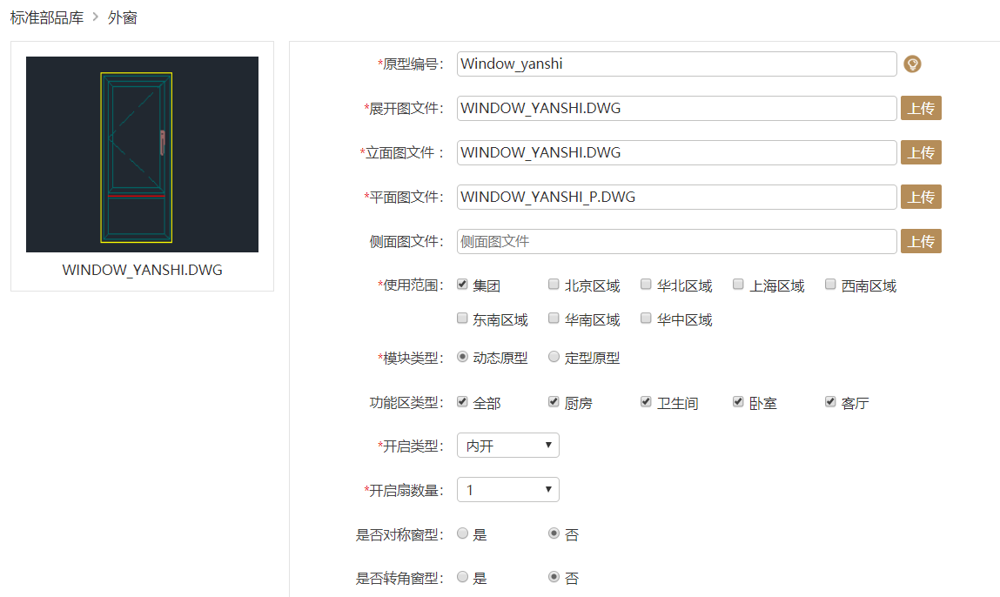 标准部品库 > 外窗
WINDOW_YANSHI.DWG
*原型编号： Window_yanshi
*展开图文件： WINDOW_YANSHI.DWG 上传
*立面图文件： WINDOW_YANSHI.DWG 上传
*平面图文件： WINDOW_YANSHI_P.DWG 上传
侧面图文件： 侧面图文件 上传
*使用范围： 集团 北京区域 华北区域 上海区域 西南区域
东南区域 华南区域 华中区域
*模块类型： 动态原型 定型原型
功能区类型： 全部 厨房 卫生间 卧室 客厅
*开启类型： 内开
*开启扇数量： 1
是否对称窗型： 是 否
是否转角窗型： 是 否